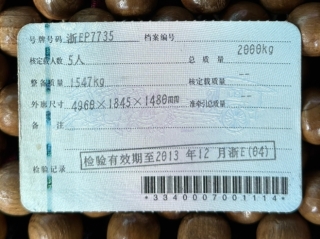 号牌号码 浙EP7735 档案编号
核定载人数 5人 总质量 2000kg
整备质量 1547kg 核定载质量 --
外廓尺寸 4960×1845×1480mm 准牵引总质量 --
备注
检验有效期至2013年12月浙E(04)
检验记录
*3340007001114*